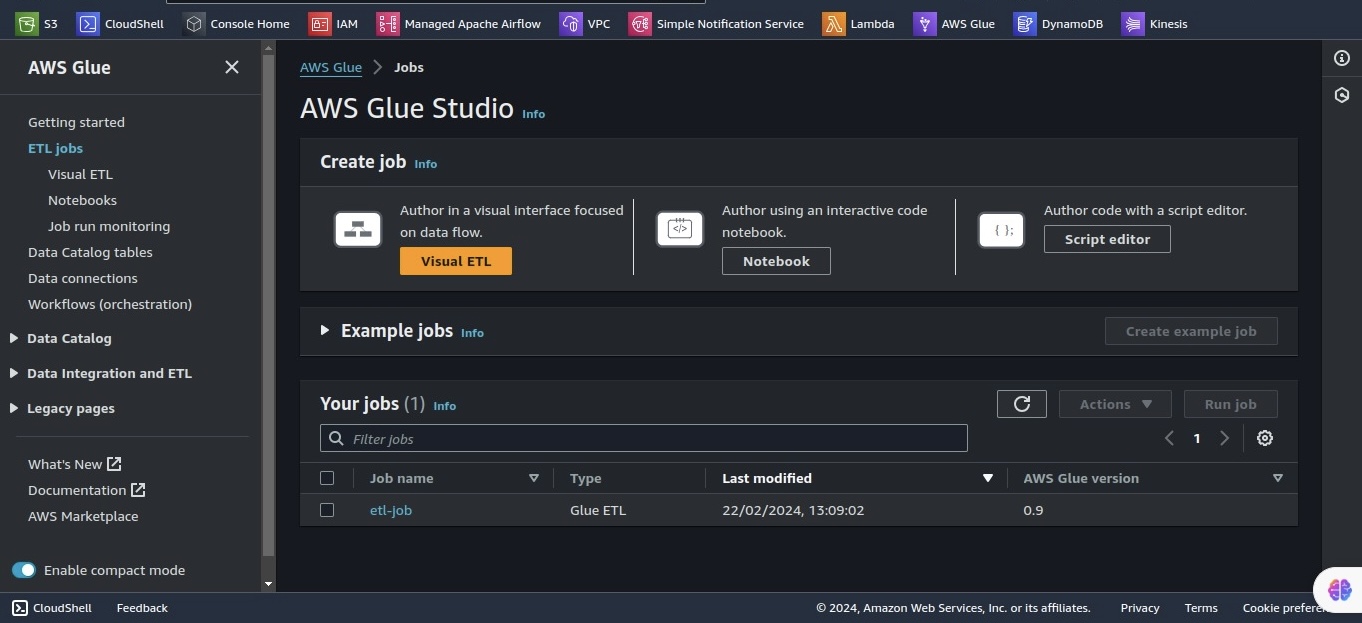 S3 CloudShell Console Home IAM Managed Apache Airflow VPC Simple Notification Service Lambda AWS Glue DynamoDB Kinesis
AWS Glue
Getting started
ETL jobs
Visual ETL
Notebooks
Job run monitoring
Data Catalog tables
Data connections
Workflows (orchestration)
Data Catalog
Data Integration and ETL
Legacy pages
What's New
Documentation
AWS Marketplace
Enable compact mode
AWS Glue Jobs
AWS Glue Studio Info
Create job Info
Author in a visual interface focused
on data flow.
Visual ETL
</>
Author using an interactive code
notebook.
Notebook
{ };
Author code with a script editor.
Script editor
Example jobs Info Create example job
Your jobs (1) Info Actions Run job
Filter jobs 1
Job name Type Last modified AWS Glue version
etl-job Glue ETL 22/02/2024, 13:09:02 0.9
CloudShell Feedback © 2024, Amazon Web Services, Inc. or its affiliates. Privacy Terms Cookie